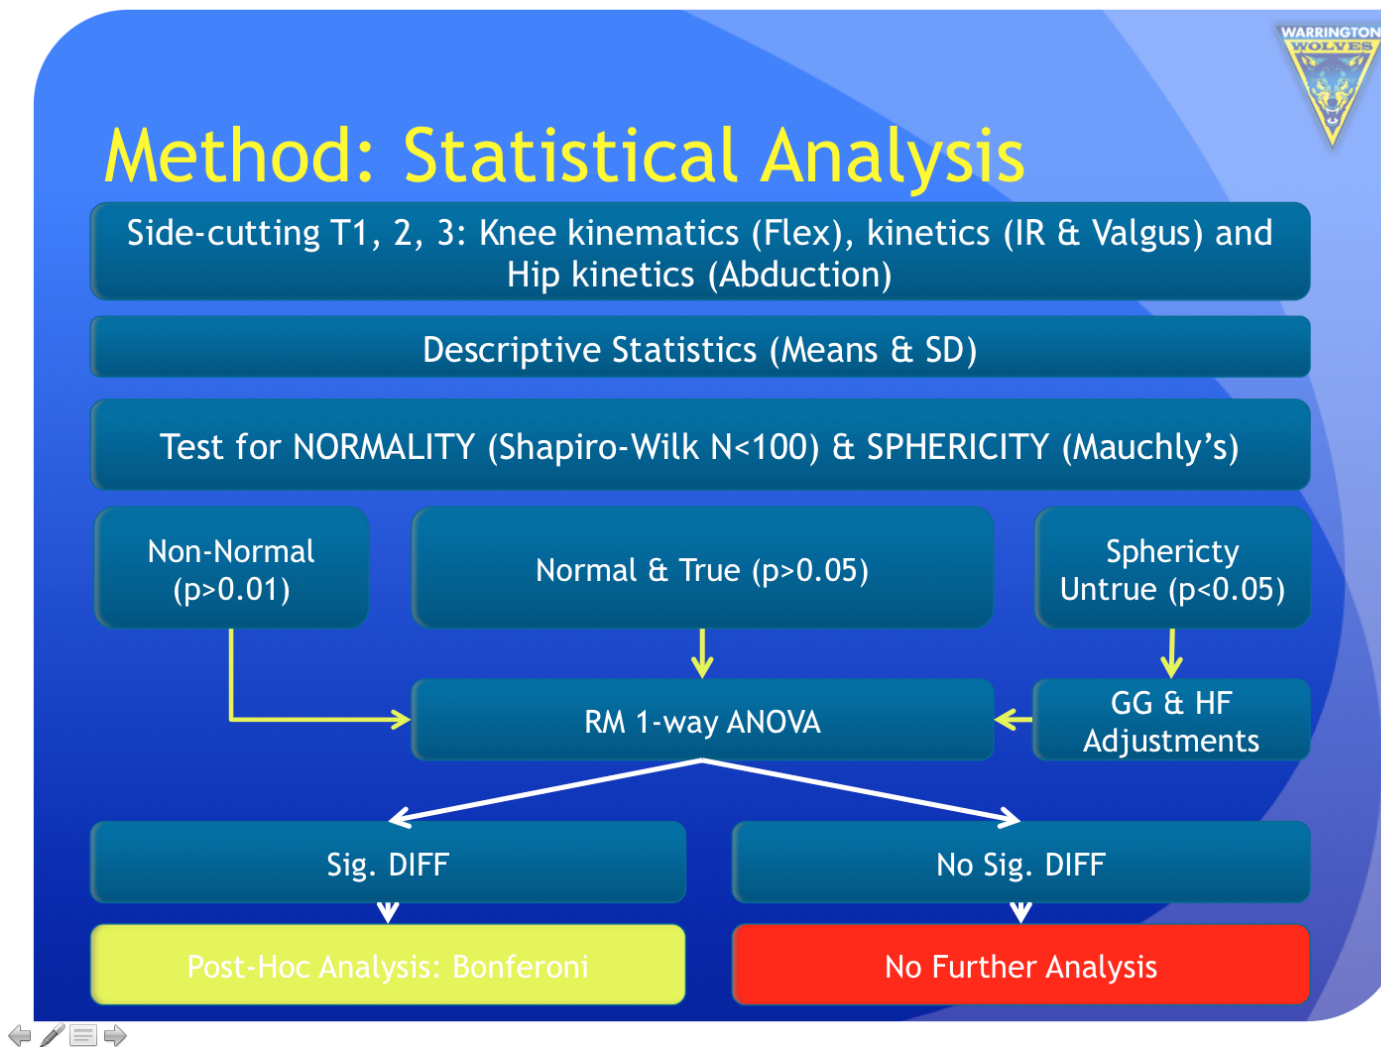 WARRINGTON
WOLVES
Method: Statistical Analysis
Side-cutting T1, 2, 3: Knee kinematics (Flex), kinetics (IR & Valgus) and
Hip kinetics (Abduction)
Descriptive Statistics (Means & SD)
Test for NORMALITY (Shapiro-Wilk N<100) & SPHERICITY (Mauchly’s)
Non-Normal
(p>0.01)
Normal & True (p>0.05)
Sphericty
Untrue (p<0.05)
RM 1-way ANOVA
GG & HF
Adjustments
Sig. DIFF
No Sig. DIFF
Post-Hoc Analysis: Bonferoni
No Further Analysis